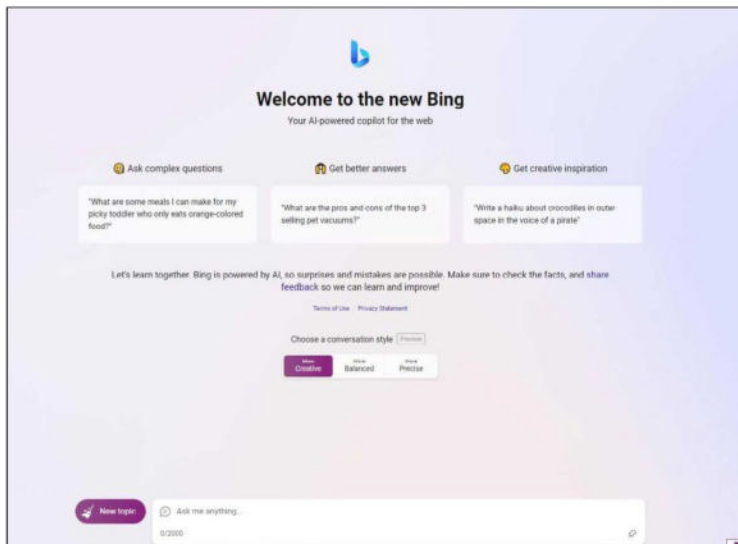 Welcome to the new Bing
Your AI-powered copilot for the web
Ask complex questions
Get better answers
Get creative inspiration
"What are some meals I can make for my
picky toddler who only eats orange-colored
food?"
"What are the pros and cons of the top 3
selling pet vacuums?"
"Write a haiku about crocodiles in outer
space in the voice of a pirate"
Let's learn together. Bing is powered by AI, so surprises and mistakes are possible. Make sure to check the facts, and share
feedback so we can learn and improve!
Terms of Use Privacy Statement
Choose a conversation style Preview
More Creative
More Balanced
More Precise
New topic
Ask me anything...
0/2000